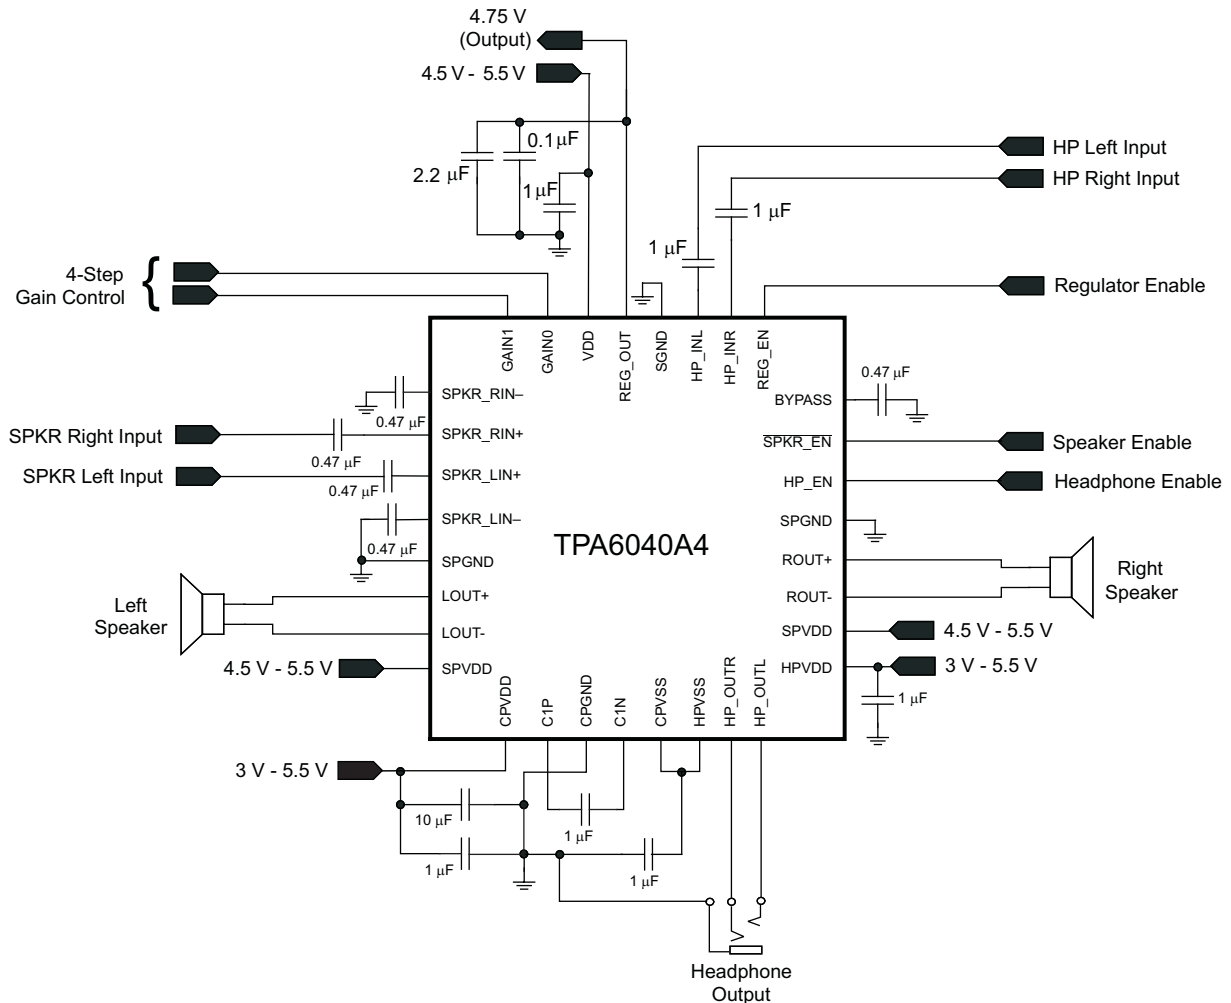 4.75 V
(Output)
4.5 V - 5.5 V
0.1 µF
2.2 µF
1 µF
HP Left Input
HP Right Input
1 µF
1 µF
4-Step
Gain Control
{
Regulator Enable
GAIN1
GAIN0
VDD
REG_OUT
SGND
HP_INL
HP_INR
REG_EN
SPKR_RIN–
0.47 µF
BYPASS
0.47 µF
SPKR Right Input
SPKR_RIN+
0.47 µF
SPKR_EN
Speaker Enable
SPKR Left Input
SPKR_LIN+
0.47 µF
HP_EN
Headphone Enable
SPKR_LIN–
0.47 µF
SPGND
TPA6040A4
SPGND
ROUT+
Right
Speaker
Left
Speaker
LOUT+
ROUT-
LOUT-
SPVDD
4.5 V - 5.5 V
4.5 V - 5.5 V
SPVDD
HPVDD
3 V - 5.5 V
1 µF
CPVDD
C1P
CPGND
C1N
CPVSS
HPVSS
HP_OUTR
HP_OUTL
3 V - 5.5 V
10 µF
1 µF
1 µF
1 µF
Headphone
Output